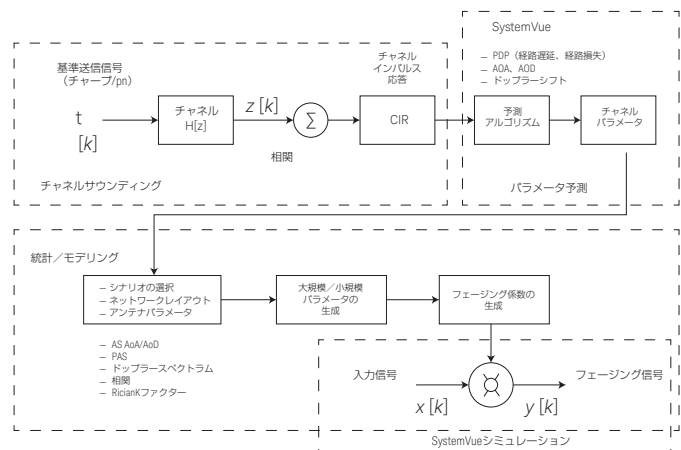 SystemVue
– PDP（経路遅延、経路損失）
– AOA、AOD
– ドップラーシフト
基準送信信号
（チャープ/pn）
t
[k]
チャネル
H[z]
z [k]
Σ
相関
チャネル
インパルス
応答
CIR
予測
アルゴリズム
チャネル
パラメータ
チャネルサウンディング
パラメータ予測
統計／モデリング
– シナリオの選択
– ネットワークレイアウト
– アンテナパラメータ
大規模／小規模
パラメータの
生成
フェージング係数の
生成
– AS AoA/AoD
– PAS
– ドップラースペクトラム
– 相関
– RicianKファクター
入力信号
x [k]
フェージング信号
y [k]
SystemVueシミュレーション